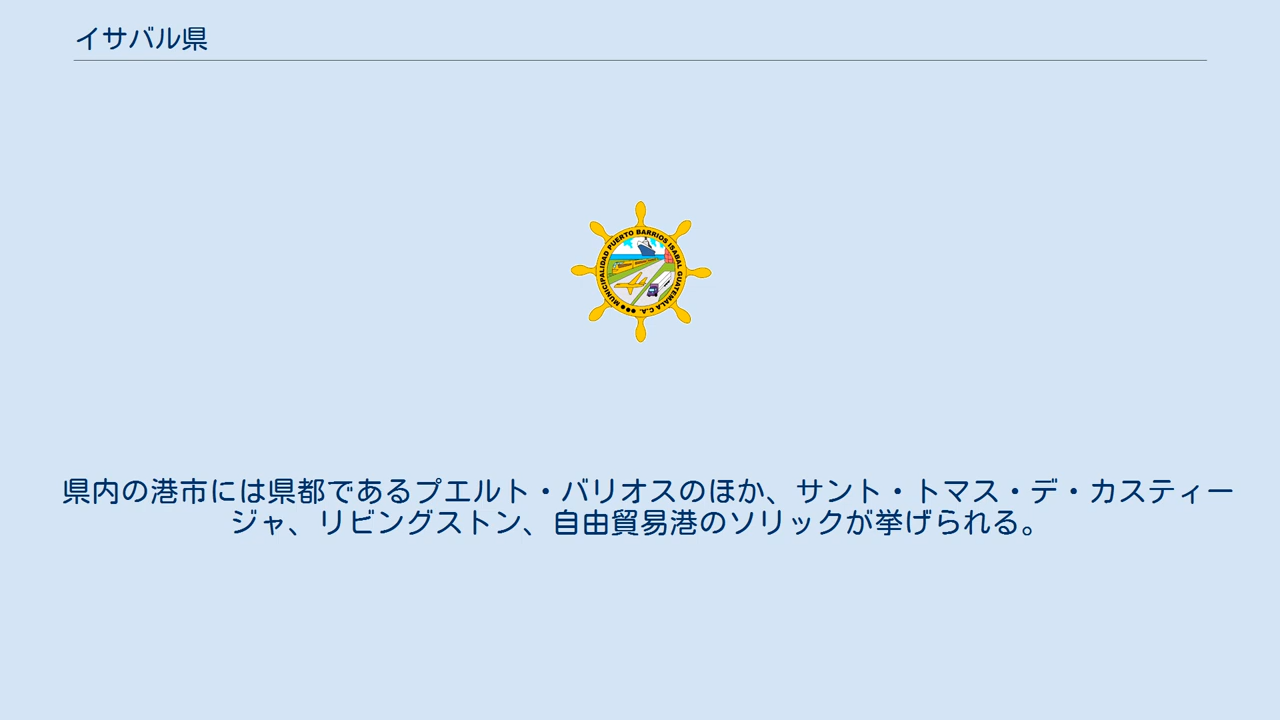 イサバル県
MUNICIPALIDAD PUERTO BARRIOS IZABAL GUATEMALA C.A.
県内の港市には県都であるプエルト・バリオスのほか、サント・トマス・デ・カスティー
ジャ、リビングストン、自由貿易港のソリックが挙げられる。